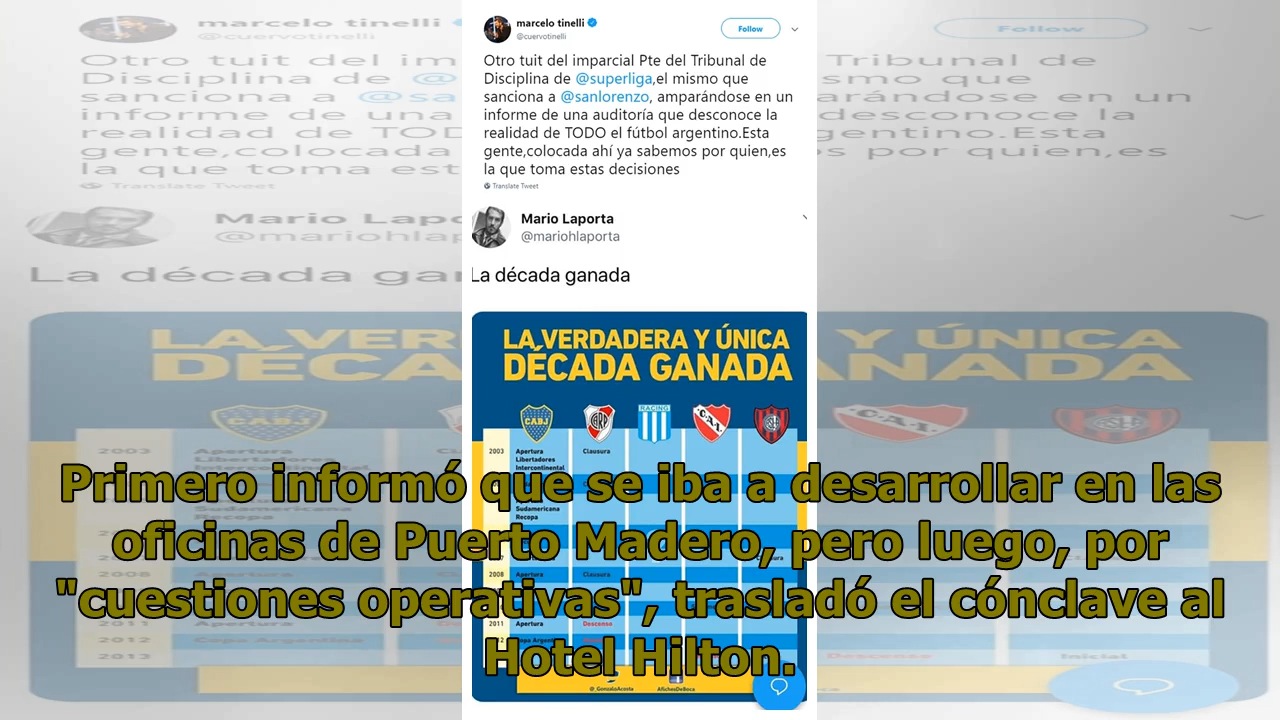 marcelo tinelli
@cuervotinelli
Follow
Otro tuit del imparcial Pte del Tribunal de
Disciplina de @superliga,el mismo que
sanciona a @sanlorenzo, amparándose en un
informe de una auditoría que desconoce la
realidad de TODO el fútbol argentino.Esta
gente,colocada ahí ya sabemos por quien,es
la que toma estas decisiones
Translate Tweet
Mario Laporta
@mariohlaporta
La década ganada
LA VERDADERA Y ÚNICA
DÉCADA GANADA
CABJ
RACING
C.A.I.
2003
Apertura
Clausura
Libertadores
Intercontinental
Primero informó que se iba a desarrollar en las
Sudamericana
Recopa
oficinas de Puerto Madero, pero luego, por
2008
Apertura
Clausura
"cuestiones operativas", trasladó el cónclave al
2011
Apertura
Descenso
Hotel Hilton.
@_GonzaloAcosta
AfichesDeBoca